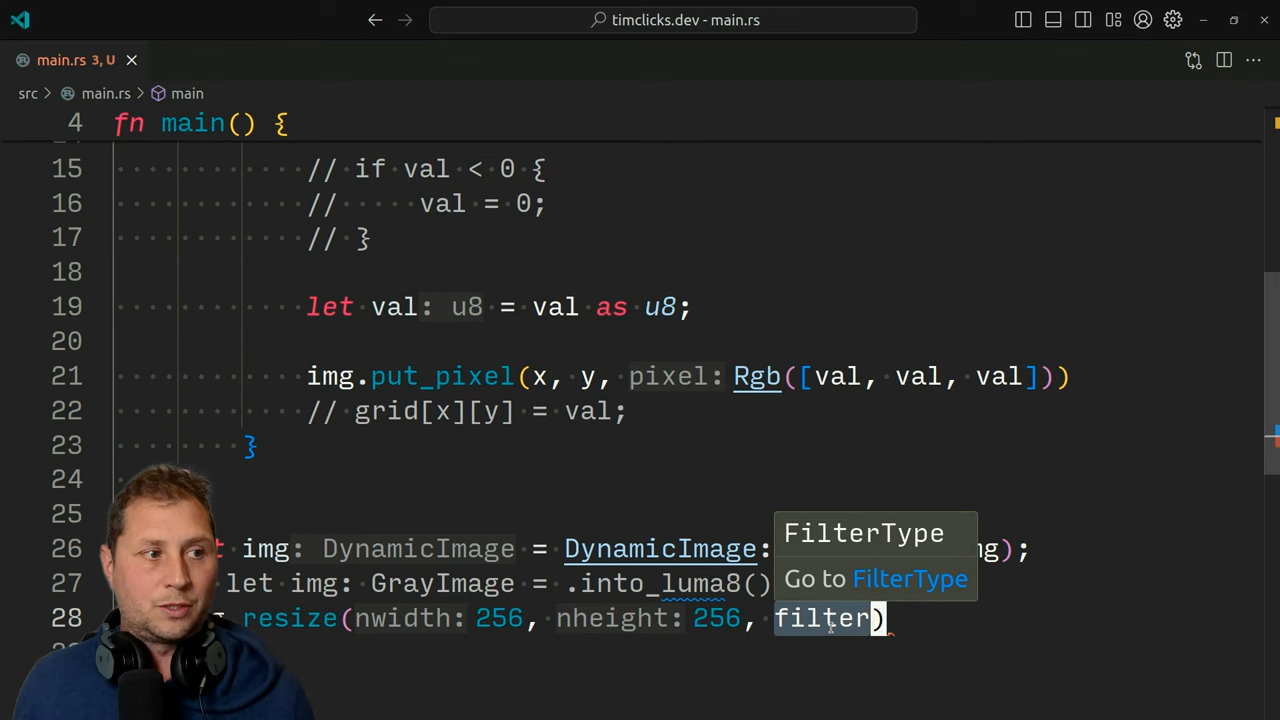 timclicks.dev - main.rs
main.rs 3, U
src > main.rs > main
4 fn main() {
15 // if val < 0 {
16 // val = 0;
17 // }
18
19 let val: u8 = val as u8;
20
21 img.put_pixel(x, y, pixel: Rgb([val, val, val]))
22 // grid[x][y] = val;
23 }
24
25
FilterType
26 t img: DynamicImage = DynamicImage: ng);
Go to FilterType
27 let img: GrayImage = .into_luma8()
28 resize(nwidth: 256, nheight: 256, filter)